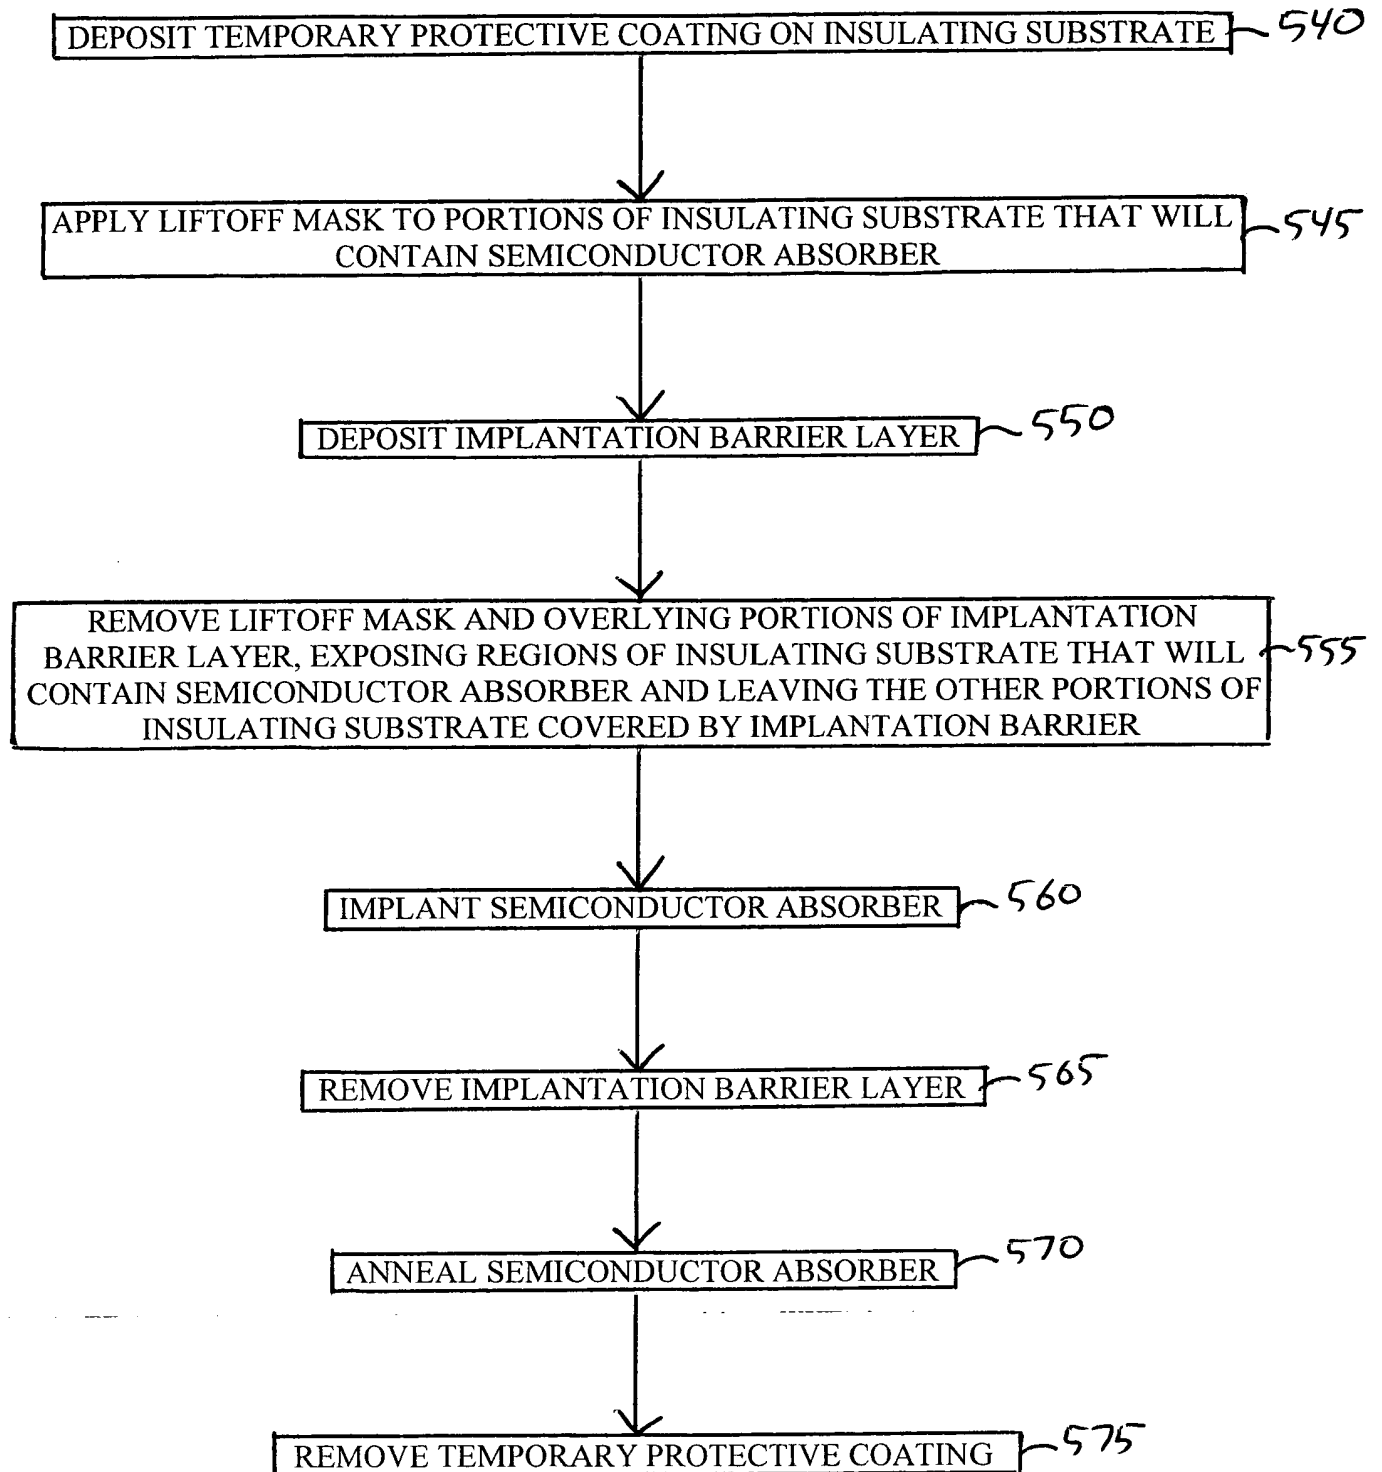 DEPOSIT TEMPORARY PROTECTIVE COATING ON INSULATING SUBSTRATE 540
APPLY LIFTOFF MASK TO PORTIONS OF INSULATING SUBSTRATE THAT WILL
CONTAIN SEMICONDUCTOR ABSORBER 545
DEPOSIT IMPLANTATION BARRIER LAYER 550
REMOVE LIFTOFF MASK AND OVERLYING PORTIONS OF IMPLANTATION
BARRIER LAYER, EXPOSING REGIONS OF INSULATING SUBSTRATE THAT WILL 555
CONTAIN SEMICONDUCTOR ABSORBER AND LEAVING THE OTHER PORTIONS OF
INSULATING SUBSTRATE COVERED BY IMPLANTATION BARRIER
IMPLANT SEMICONDUCTOR ABSORBER 560
REMOVE IMPLANTATION BARRIER LAYER 565
ANNEAL SEMICONDUCTOR ABSORBER 570
REMOVE TEMPORARY PROTECTIVE COATING 575